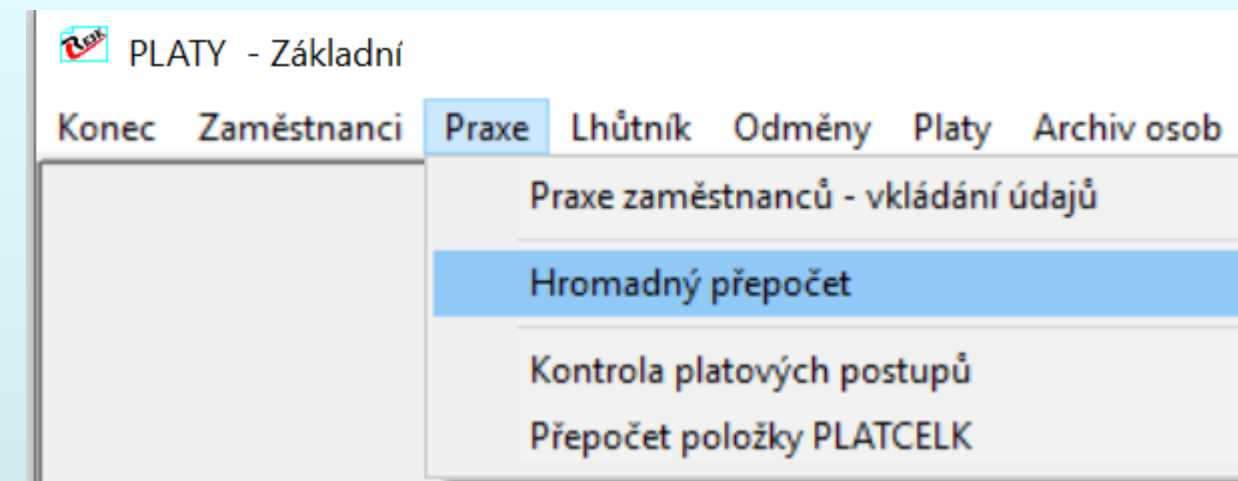 PLATY - Základní
Konec Zaměstnanci Praxe Lhůtník Odměny Platy Archiv osob
Praxe zaměstnanců - vkládání údajů
Hromadný přepočet
Kontrola platových postupů
Přepočet položky PLATCELK